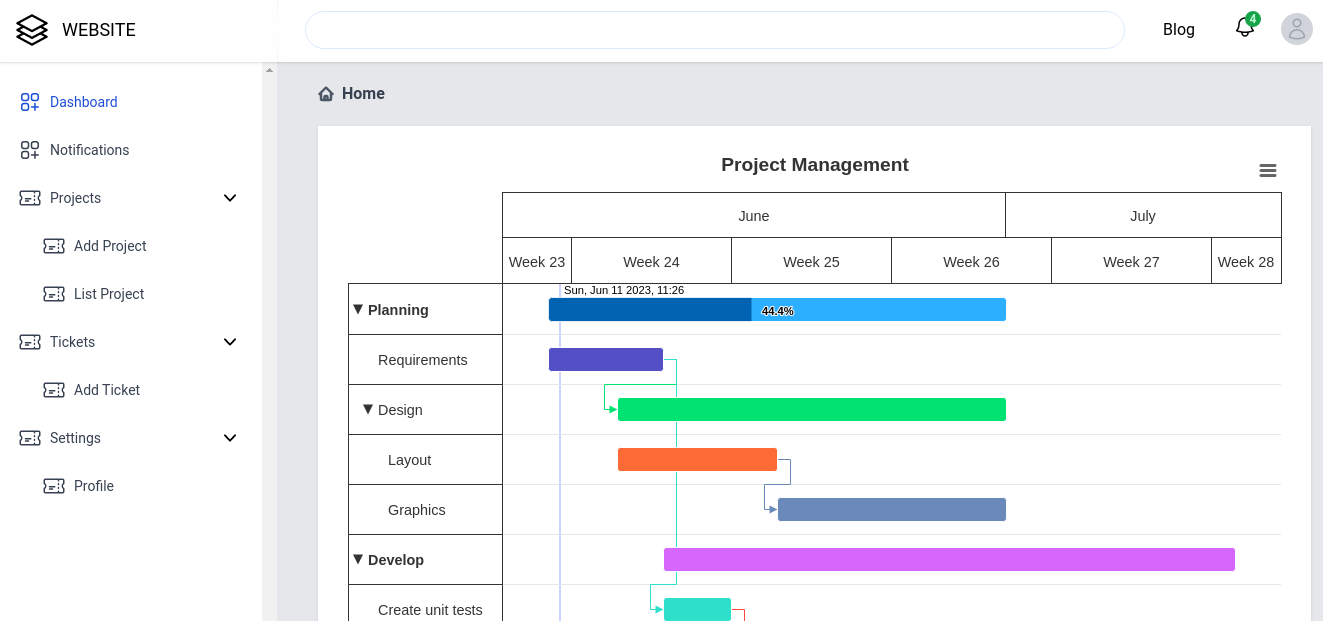 WEBSITE
Blog
4
Dashboard
Notifications
Projects
Add Project
List Project
Tickets
Add Ticket
Settings
Profile
Home
Project Management
June July
Week 23 Week 24 Week 25 Week 26 Week 27 Week 28
Sun, Jun 11 2023, 11:26
▼ Planning 44.4%
Requirements
▼ Design
Layout
Graphics
▼ Develop
Create unit tests